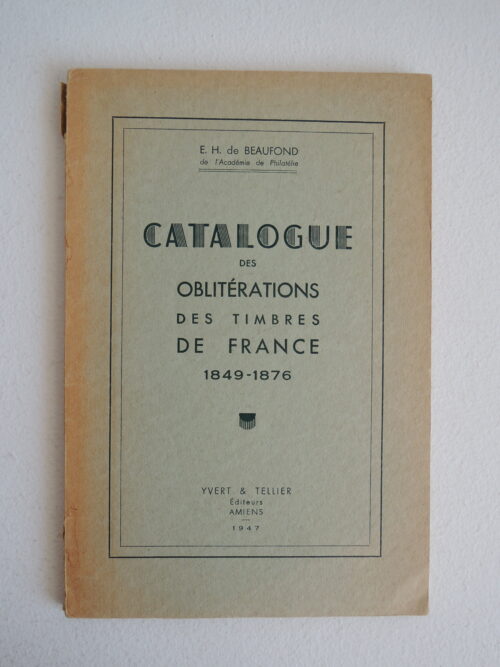 E. H. de BEAUFOND
de l'Académie de Philatélie
CATALOGUE
DES
OBLITÉRATIONS
DES TIMBRES
DE FRANCE
1849-1876
YVERT & TELLIER
Éditeurs
AMIENS
1947